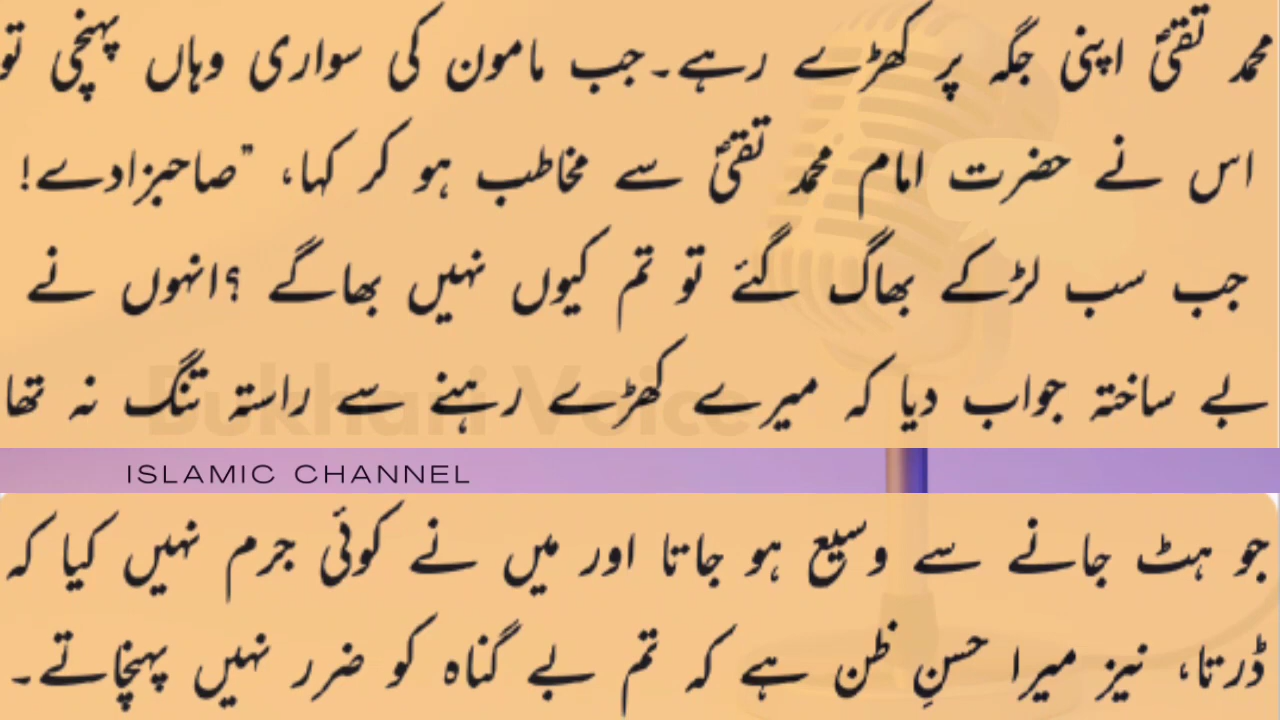 محمد تقیؑ اپنی جگہ پر کھڑے رہے۔ جب مامون کی سواری وہاں پہنچی تو
اس نے حضرت امام محمد تقیؑ سے مخاطب ہو کر کہا، ”صاحبزادے!
جب سب لڑکے بھاگ گئے تو تم کیوں نہیں بھاگے ؟ انہوں نے
بے ساختہ جواب دیا کہ میرے کھڑے رہنے سے راستہ تنگ نہ تھا
Bukhari Voice
ISLAMIC CHANNEL
جو ہٹ جانے سے وسیع ہو جاتا اور میں نے کوئی جرم نہیں کیا کہ
ڈرتا، نیز میرا حسنِ ظن ہے کہ تم بے گناہ کو ضرر نہیں پہنچاتے۔